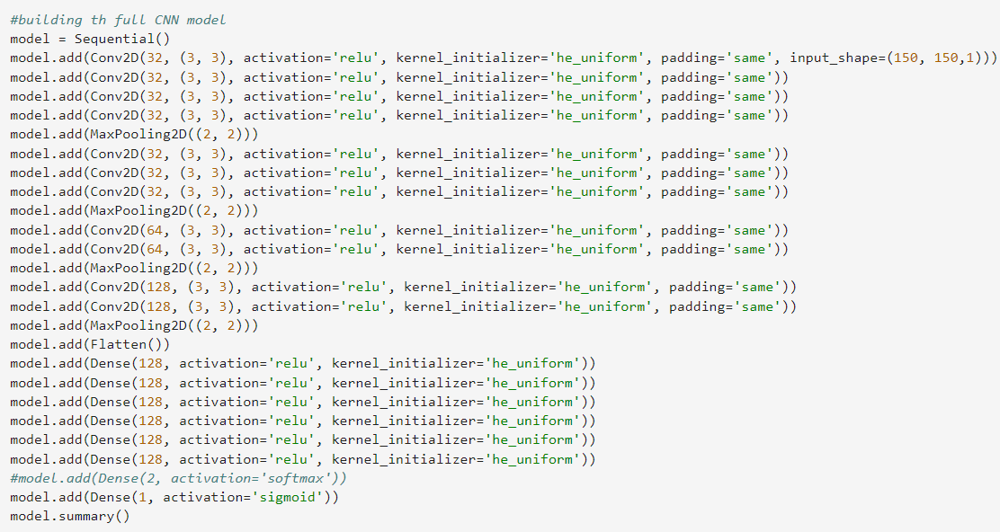 #building th full CNN model
model = Sequential()
model.add(Conv2D(32, (3, 3), activation='relu', kernel_initializer='he_uniform', padding='same', input_shape=(150, 150,1)))
model.add(Conv2D(32, (3, 3), activation='relu', kernel_initializer='he_uniform', padding='same'))
model.add(Conv2D(32, (3, 3), activation='relu', kernel_initializer='he_uniform', padding='same'))
model.add(Conv2D(32, (3, 3), activation='relu', kernel_initializer='he_uniform', padding='same'))
model.add(MaxPooling2D((2, 2)))
model.add(Conv2D(32, (3, 3), activation='relu', kernel_initializer='he_uniform', padding='same'))
model.add(Conv2D(32, (3, 3), activation='relu', kernel_initializer='he_uniform', padding='same'))
model.add(Conv2D(32, (3, 3), activation='relu', kernel_initializer='he_uniform', padding='same'))
model.add(MaxPooling2D((2, 2)))
model.add(Conv2D(64, (3, 3), activation='relu', kernel_initializer='he_uniform', padding='same'))
model.add(Conv2D(64, (3, 3), activation='relu', kernel_initializer='he_uniform', padding='same'))
model.add(MaxPooling2D((2, 2)))
model.add(Conv2D(128, (3, 3), activation='relu', kernel_initializer='he_uniform', padding='same'))
model.add(Conv2D(128, (3, 3), activation='relu', kernel_initializer='he_uniform', padding='same'))
model.add(MaxPooling2D((2, 2)))
model.add(Flatten())
model.add(Dense(128, activation='relu', kernel_initializer='he_uniform'))
model.add(Dense(128, activation='relu', kernel_initializer='he_uniform'))
model.add(Dense(128, activation='relu', kernel_initializer='he_uniform'))
model.add(Dense(128, activation='relu', kernel_initializer='he_uniform'))
model.add(Dense(128, activation='relu', kernel_initializer='he_uniform'))
model.add(Dense(128, activation='relu', kernel_initializer='he_uniform'))
#model.add(Dense(2, activation='softmax'))
model.add(Dense(1, activation='sigmoid'))
model.summary()